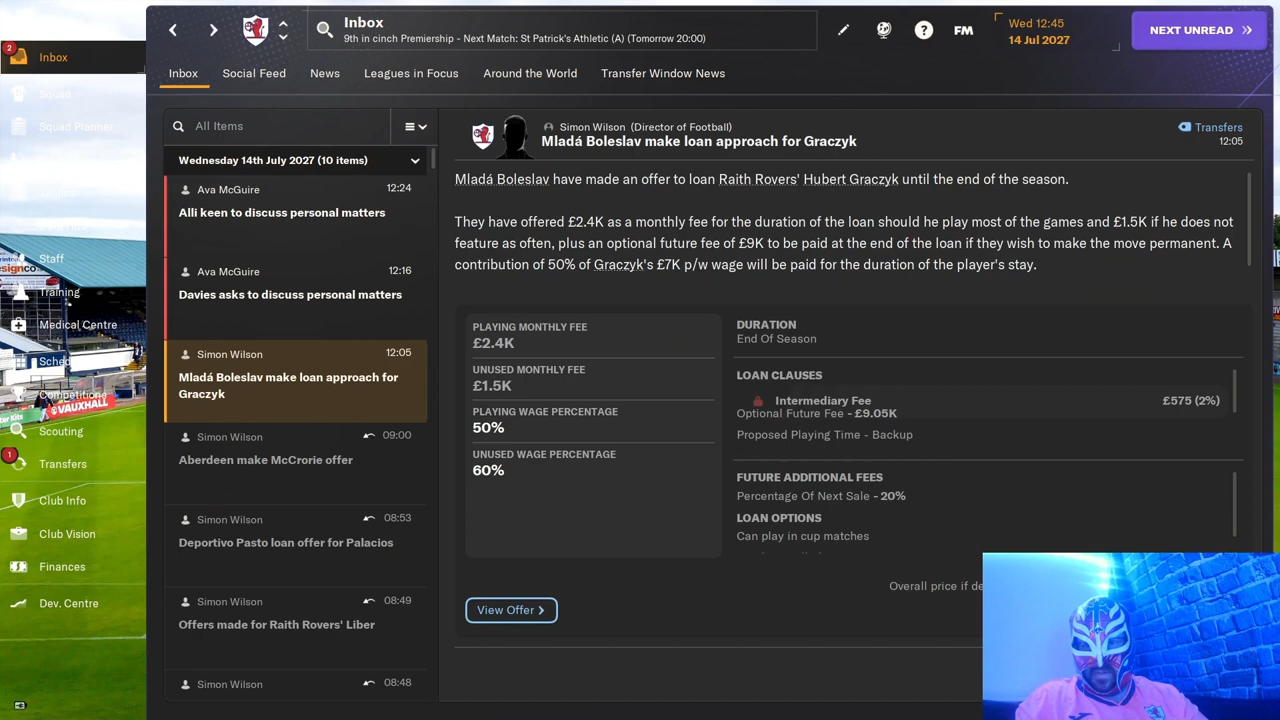 Inbox
9th in cinch Premiership - Next Match: St Patrick's Athletic (A) (Tomorrow 20:00)
FM
Wed 12:45
14 Jul 2027
NEXT UNREAD
2
Inbox
Squad
Squad Planner
Staff
Training
Medical Centre
Sched
Competitions
Scouting
1
Transfers
Club Info
Club Vision
Finances
Dev. Centre
VAUXHALL
Inbox
Social Feed
News
Leagues in Focus
Around the World
Transfer Window News
All Items
Wednesday 14th July 2027 (10 items)
Ava McGuire
12:24
Alli keen to discuss personal matters
Ava McGuire
12:16
Davies asks to discuss personal matters
Simon Wilson
12:05
Mladá Boleslav make loan approach for
Graczyk
Simon Wilson
09:00
Aberdeen make McCrorie offer
Simon Wilson
08:53
Deportivo Pasto loan offer for Palacios
Simon Wilson
08:49
Offers made for Raith Rovers' Liber
Simon Wilson
08:48
Simon Wilson (Director of Football)
Mladá Boleslav make loan approach for Graczyk
Transfers
12:05
Mladá Boleslav have made an offer to loan Raith Rovers' Hubert Graczyk until the end of the season.
They have offered £2.4K as a monthly fee for the duration of the loan should he play most of the games and £1.5K if he does not
feature as often, plus an optional future fee of £9K to be paid at the end of the loan if they wish to make the move permanent. A
contribution of 50% of Graczyk's £7K p/w wage will be paid for the duration of the player's stay.
PLAYING MONTHLY FEE
£2.4K
UNUSED MONTHLY FEE
£1.5K
PLAYING WAGE PERCENTAGE
50%
UNUSED WAGE PERCENTAGE
60%
DURATION
End Of Season
LOAN CLAUSES
Intermediary Fee
£575 (2%)
Optional Future Fee - £9.05K
Proposed Playing Time - Backup
FUTURE ADDITIONAL FEES
Percentage Of Next Sale - 20%
LOAN OPTIONS
Can play in cup matches
Overall price if de
View Offer